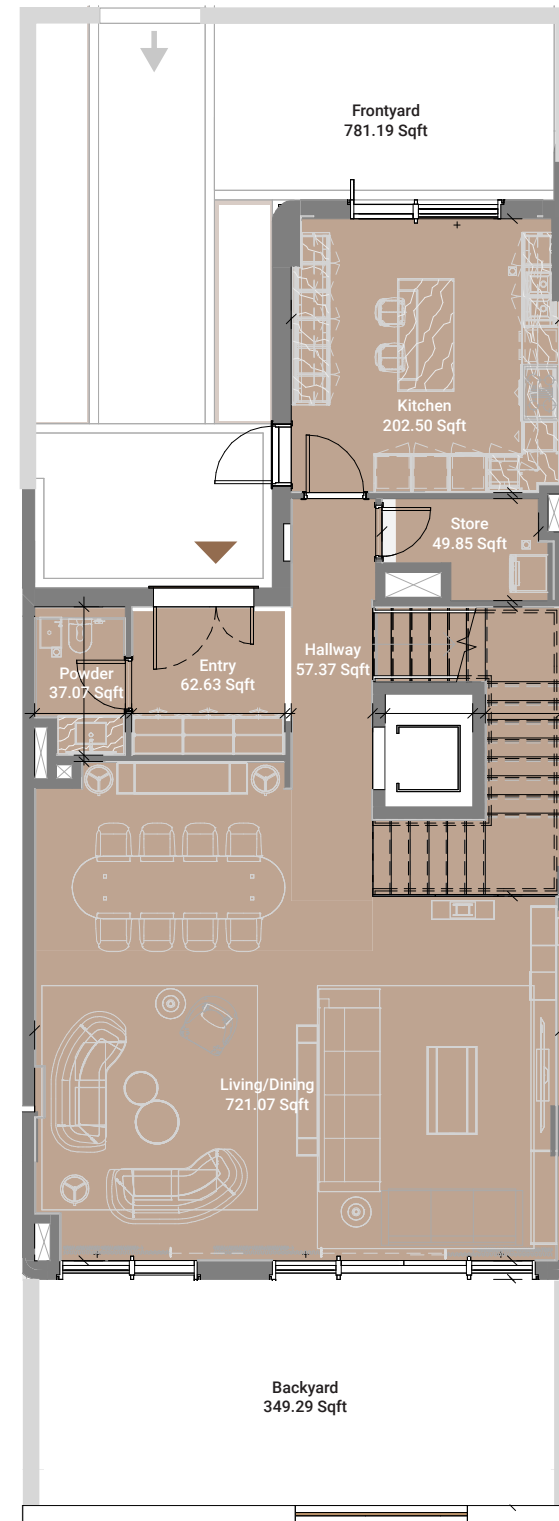 Frontyard
781.19 Sqft
Kitchen
202.50 Sqft
Store
49.85 Sqft
Hallway
57.37 Sqft
Entry
62.63 Sqft
Powder
37.07 Sqft
Living/Dining
721.07 Sqft
Backyard
349.29 Sqft